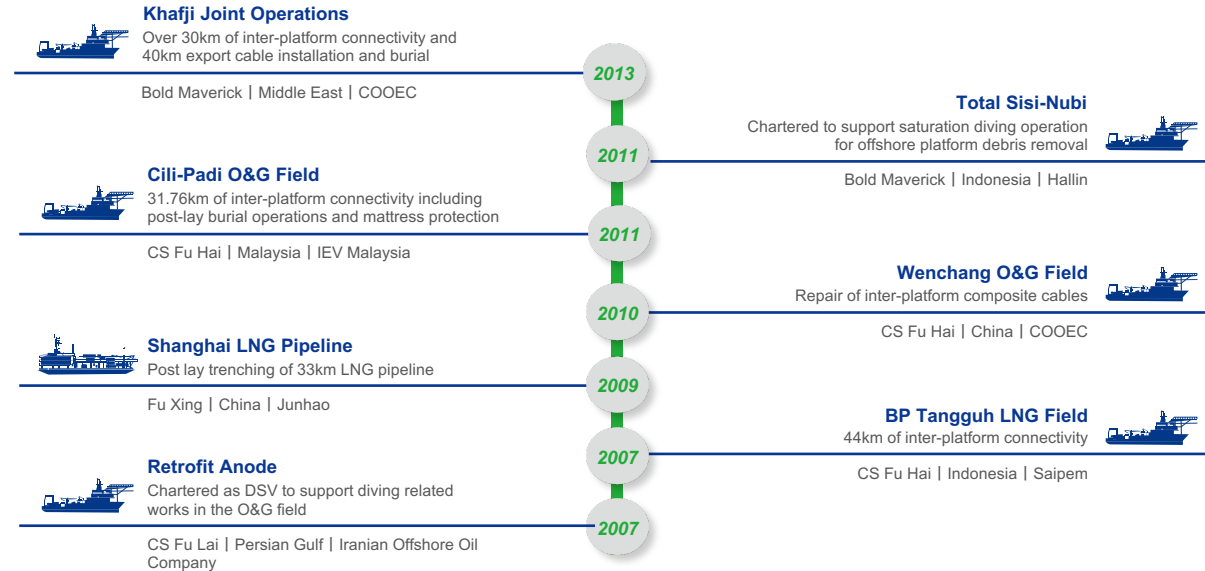 Khafji Joint Operations
Over 30km of inter-platform connectivity and
40km export cable installation and burial
Bold Maverick | Middle East | COOEC
2013
Total Sisi-Nubi
Chartered to support saturation diving operation
for offshore platform debris removal
Bold Maverick | Indonesia | Hallin
2011
Cili-Padi O&G Field
31.76km of inter-platform connectivity including
post-lay burial operations and mattress protection
CS Fu Hai | Malaysia | IEV Malaysia
2011
Wenchang O&G Field
Repair of inter-platform composite cables
CS Fu Hai | China | COOEC
2010
Shanghai LNG Pipeline
Post lay trenching of 33km LNG pipeline
Fu Xing | China | Junhao
2009
BP Tangguh LNG Field
44km of inter-platform connectivity
CS Fu Hai | Indonesia | Saipem
2007
Retrofit Anode
Chartered as DSV to support diving related
works in the O&G field
CS Fu Lai | Persian Gulf | Iranian Offshore Oil
Company
2007